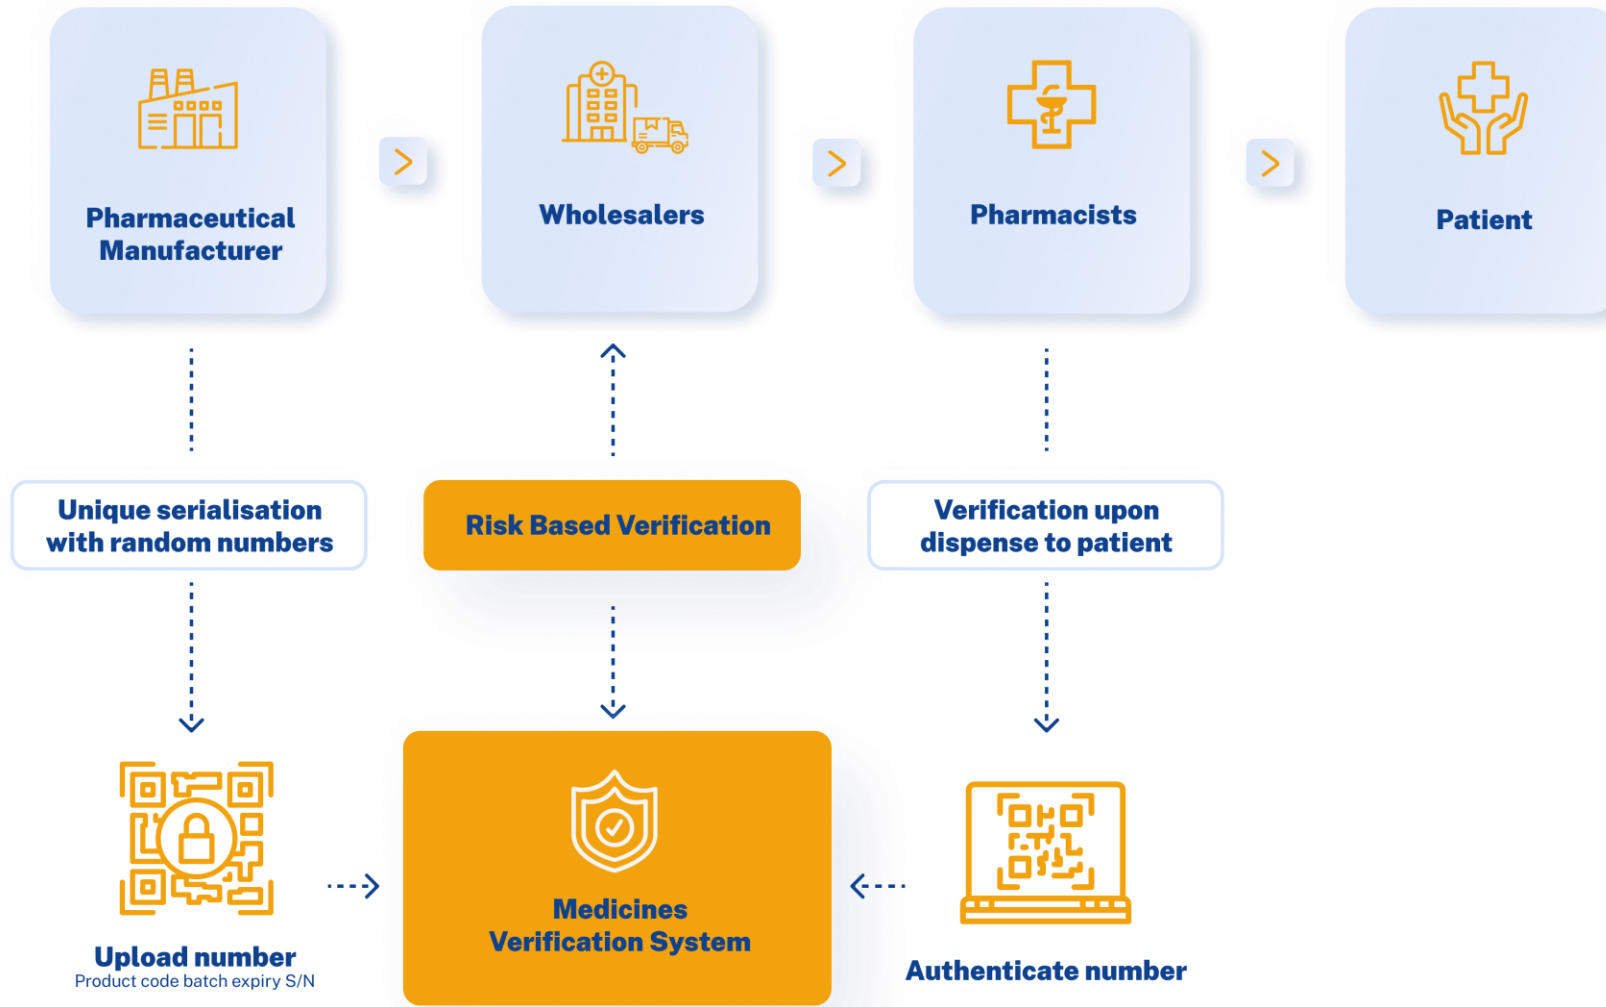 Pharmaceutical
Manufacturer
Wholesalers
Pharmacists
Patient
Unique serialisation
with random numbers
Risk Based Verification
Verification upon
dispense to patient
Upload number
Product code batch expiry S/N
Medicines
Verification System
Authenticate number